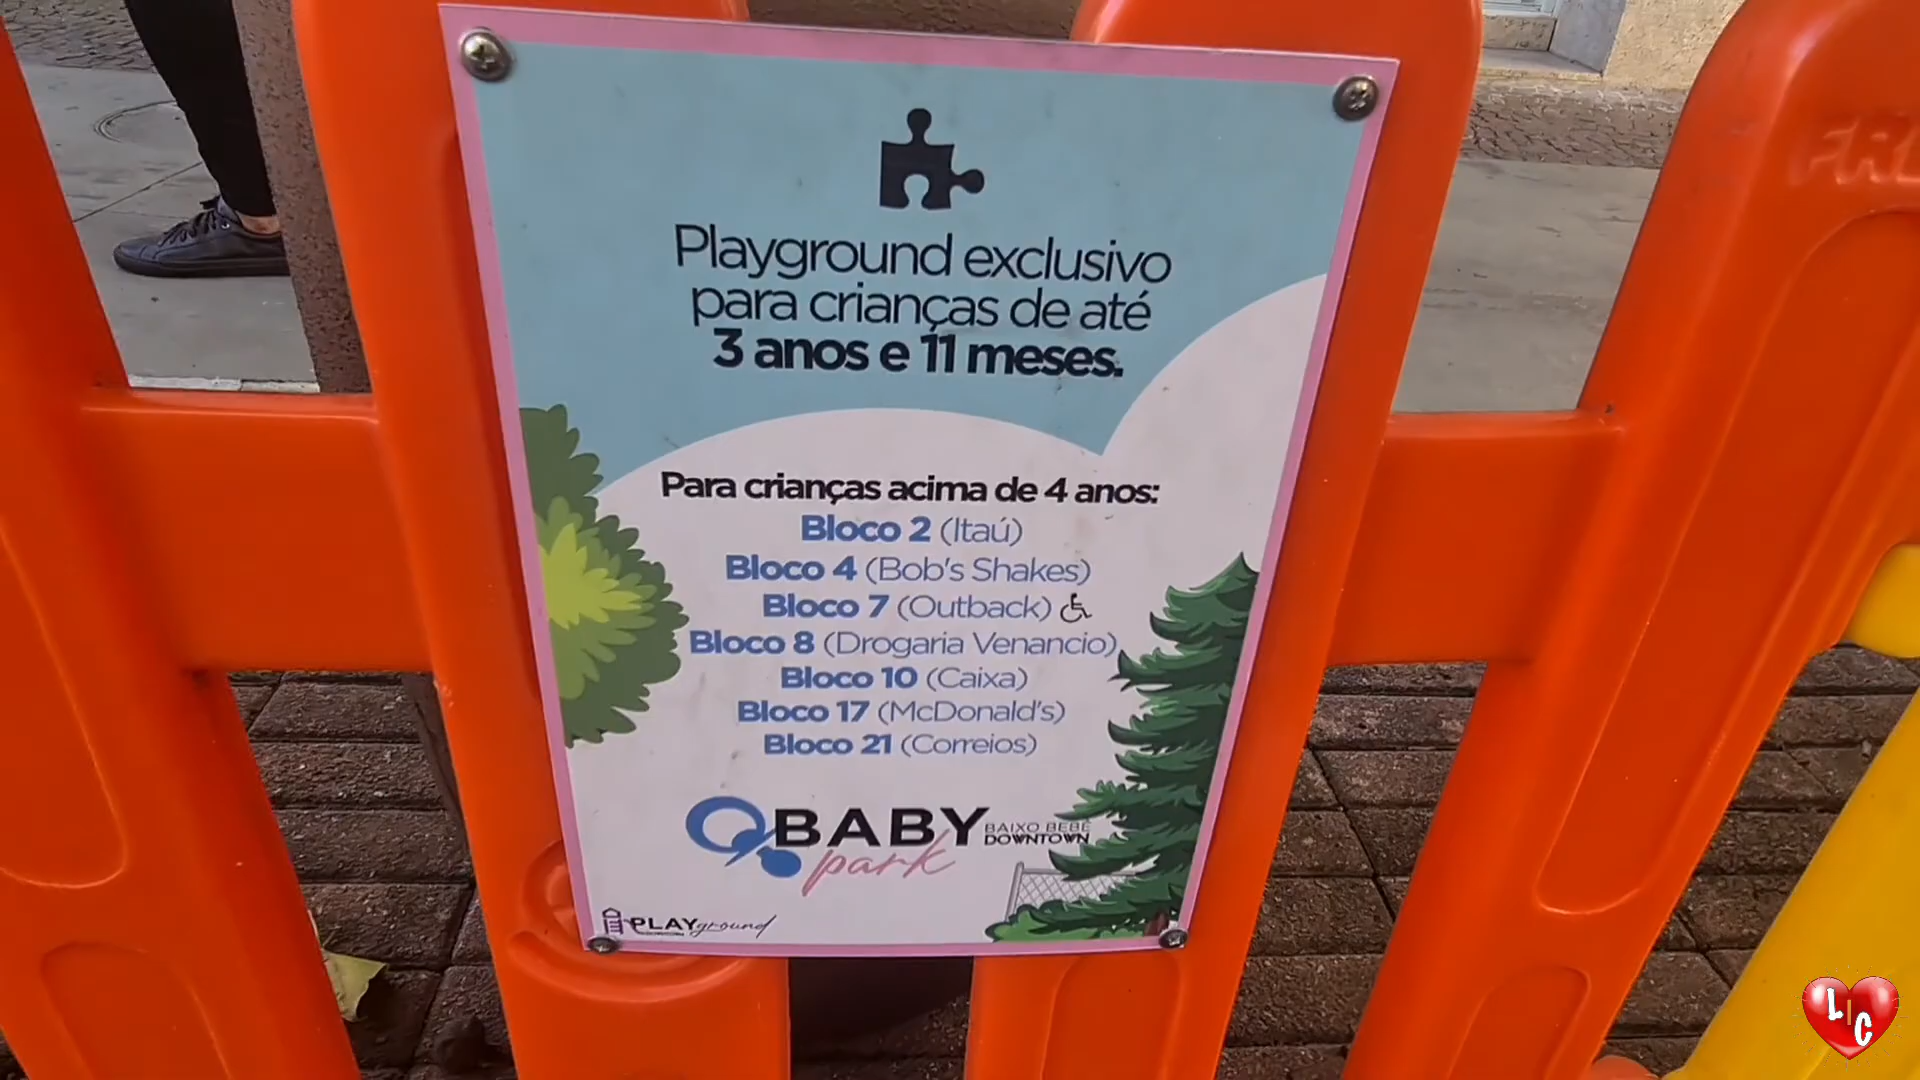 Playground exclusivo
para crianças de até
3 anos e 11 meses.
Para crianças acima de 4 anos:
Bloco 2 (Itaú)
Bloco 4 (Bob's Shakes)
Bloco 7 (Outback)
Bloco 8 (Drogaria Venancio)
Bloco 10 (Caixa)
Bloco 17 (McDonald's)
Bloco 21 (Correios)
BABY
park
BAIXO BEBÊ
DOWNTOWN
PLAYground
LIC